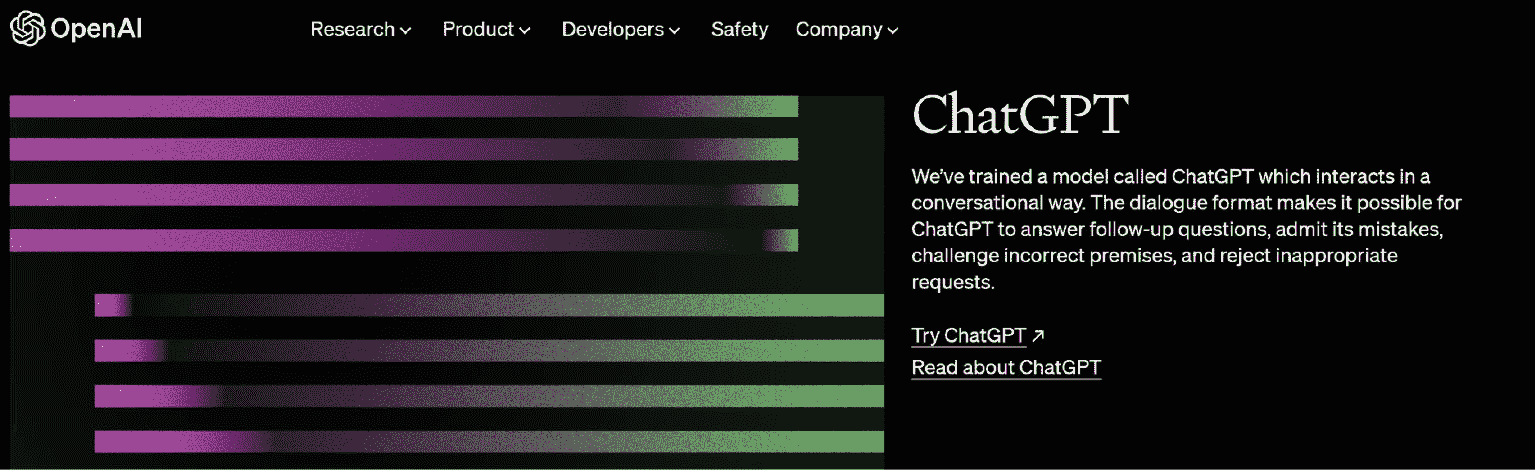 OpenAI
Research Product Developers Safety Company
ChatGPT
We’ve trained a model called ChatGPT which interacts in a
conversational way. The dialogue format makes it possible for
ChatGPT to answer follow-up questions, admit its mistakes,
challenge incorrect premises, and reject inappropriate
requests.
Try ChatGPT ↗
Read about ChatGPT